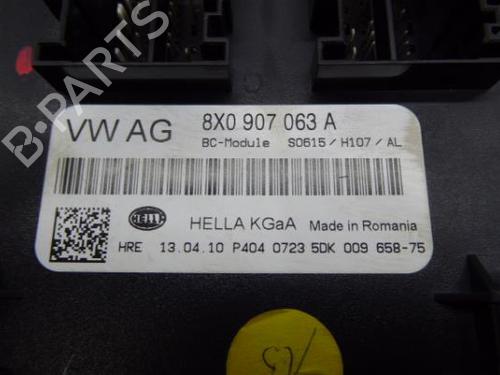 B-PARTS
VW AG 8X0 907 063 A
BC-Module S0615/H107/AL
HELLA
HELLA KGaA Made in Romania
HRE 13.04.10 P404 0723 5DK 009 658-75